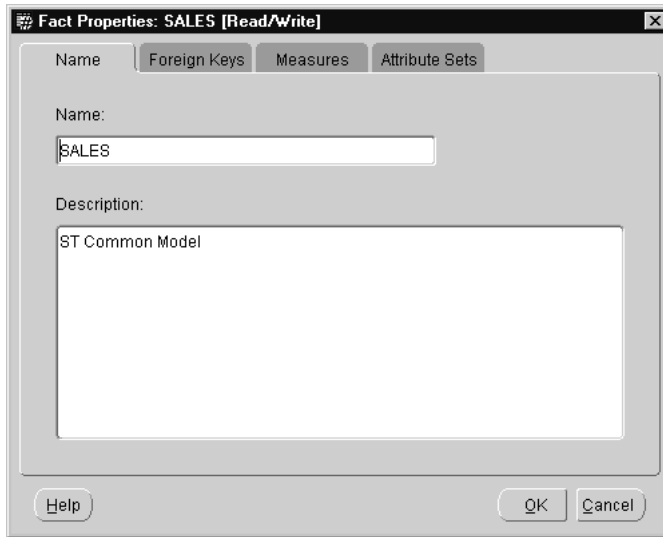 Fact Properties: SALES [Read/Write]
Name Foreign Keys Measures Attribute Sets
Name:
SALES
Description:
ST Common Model
Help OK Cancel